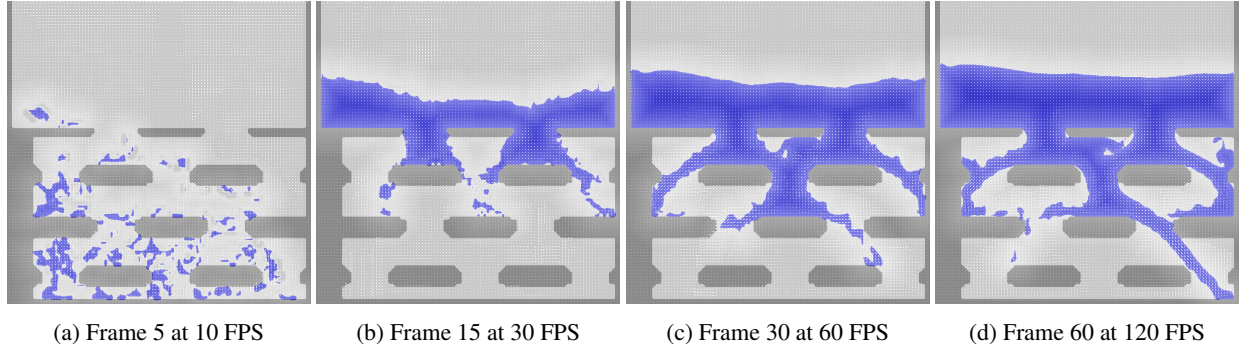 (a) Frame 5 at 10 FPS
(b) Frame 15 at 30 FPS
(c) Frame 30 at 60 FPS
(d) Frame 60 at 120 FPS